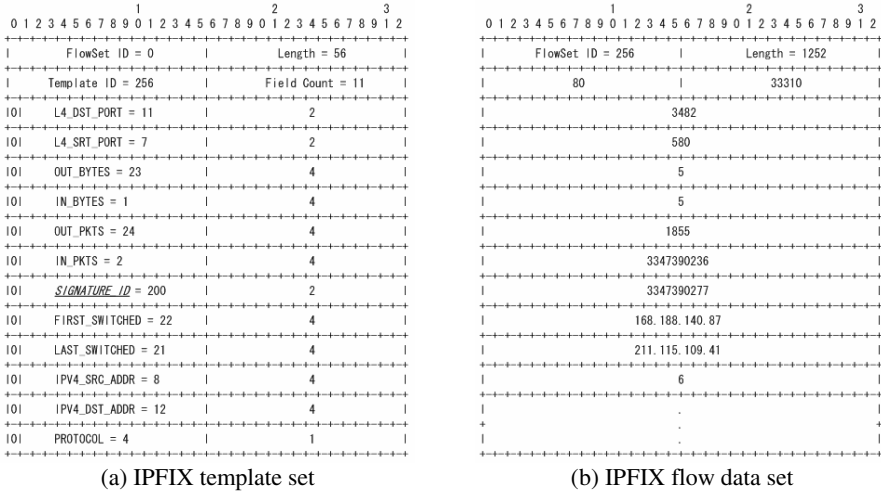 1 2 3
0 1 2 3 4 5 6 7 8 9 0 1 2 3 4 5 6 7 8 9 0 1 2 3 4 5 6 7 8 9 1 2
FlowSet ID = 0 | Length = 56
Template ID = 256 | Field Count = 11
|0| L4_DST_PORT = 11 | 2
|0| L4_SRT_PORT = 7 | 2
|0| OUT_BYTES = 23 | 4
|0| IN_BYTES = 1 | 4
|0| OUT_PKTS = 24 | 4
|0| IN_PKTS = 2 | 4
|0| SIGNATURE_ID = 200 | 2
|0| FIRST_SWITCHED = 22 | 4
|0| LAST_SWITCHED = 21 | 4
|0| IPV4_SRC_ADDR = 8 | 4
|0| IPV4_DST_ADDR = 12 | 4
|0| PROTOCOL = 4 | 1
(a) IPFIX template set
1 2 3
0 1 2 3 4 5 6 7 8 9 0 1 2 3 4 5 6 7 8 9 0 1 2 3 4 5 6 7 8 9 1 2
FlowSet ID = 256 | Length = 1252
80 | 33310
3482
580
5
5
1855
3347390236
3347390277
168.188.140.87
211.115.109.41
6
.
.
.
(b) IPFIX flow data set